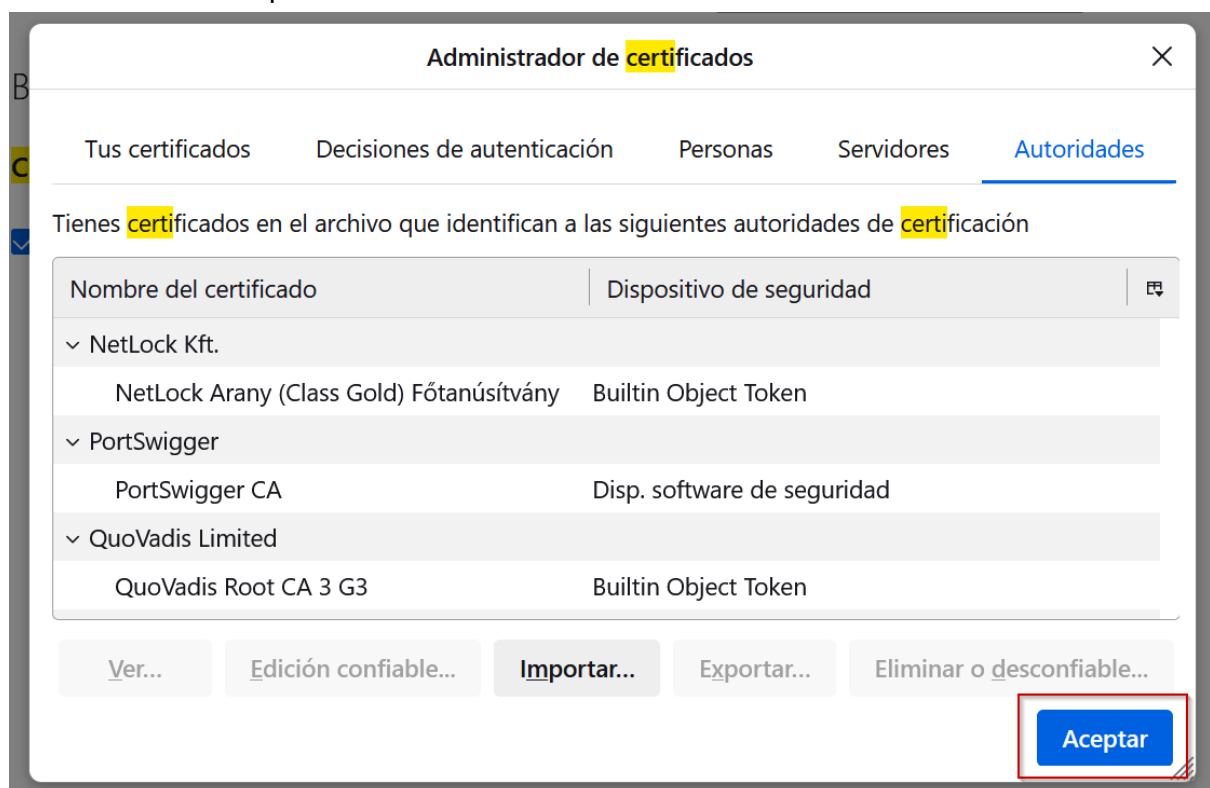 Administrador de certificados
B
C
Tus certificados Decisiones de autenticación Personas Servidores Autoridades
Tienes certificados en el archivo que identifican a las siguientes autoridades de certificación
Nombre del certificado Dispositivo de seguridad
NetLock Kft.
NetLock Arany (Class Gold) Főtanúsítvány Builtin Object Token
PortSwigger
PortSwigger CA Disp. software de seguridad
QuoVadis Limited
QuoVadis Root CA 3 G3 Builtin Object Token
Ver... Edición confiable... Importar... Exportar... Eliminar o desconfiable...
Aceptar